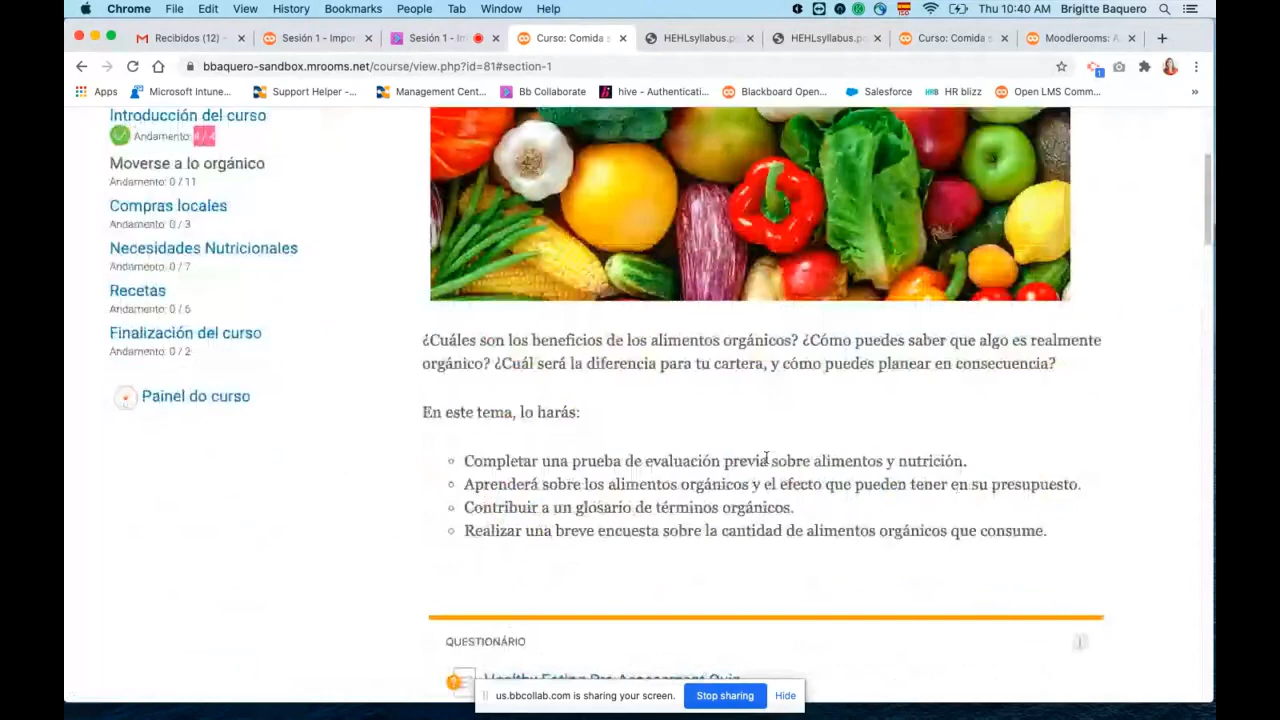 Chrome File Edit View History Bookmarks People Tab Window Help Thu 10:40 AM Brigitte Baquero
Recibidos (12) - Sesión 1 - Impor Sesión 1 - Im Curso: Comida s HEHLsyllabus.p HEHLsyllabus.p Curso: Comida s Moodlerooms: A
bbaquero-sandbox.mrooms.net/course/view.php?id=81#section-1
Apps Microsoft Intune... Support Helper -... Management Cent... Bb Collaborate hive - Authenticati... Blackboard Open... Salesforce HRB HR blizz Open LMS Comm... »
Introducción del curso
Andamento: 4 / 4
Moverse a lo orgánico
Andamento: 0 / 11
Compras locales
Andamento: 0 / 3
Necesidades Nutricionales
Andamento: 0 / 7
Recetas
Andamento: 0 / 6
Finalización del curso
Andamento: 0 / 2
Painel do curso
¿Cuáles son los beneficios de los alimentos orgánicos? ¿Cómo puedes saber que algo es realmente
orgánico? ¿Cuál será la diferencia para tu cartera, y cómo puedes planear en consecuencia?
En este tema, lo harás:
Completar una prueba de evaluación previa sobre alimentos y nutrición.
Aprenderá sobre los alimentos orgánicos y el efecto que pueden tener en su presupuesto.
Contribuir a un glosario de términos orgánicos.
Realizar una breve encuesta sobre la cantidad de alimentos orgánicos que consume.
QUESTIONÁRIO
Healthy Eating Pre-Assessment Quiz
us.bbcollab.com is sharing your screen. Stop sharing Hide